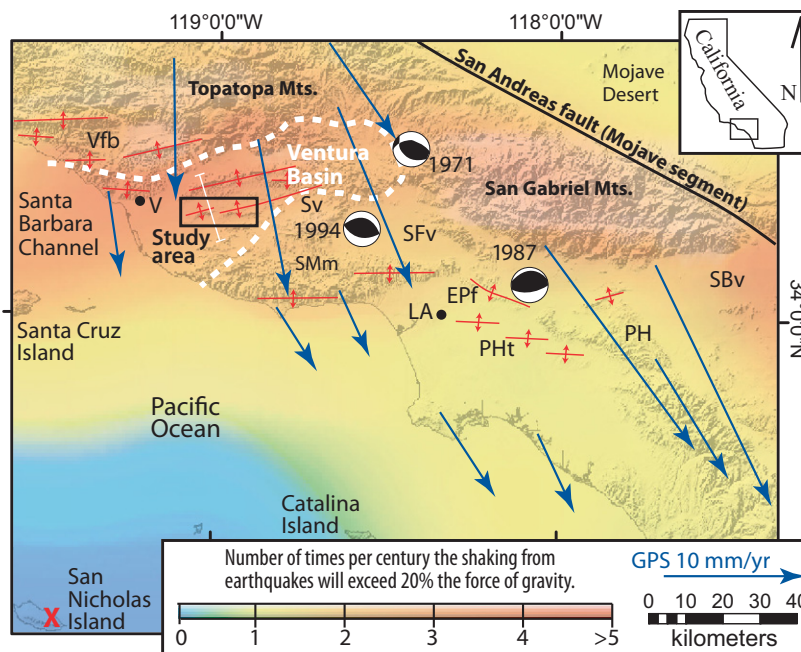 119°0'0"W
118°0'0"W
Topatopa Mts.
San Andreas fault (Mojave segment)
Mojave
Desert
California
N
Vfb
Ventura
Basin
1971
San Gabriel Mts.
Santa
Barbara
Channel
V
Study
area
Sv
1994
SFv
SMm
1987
SBv
34°0'0"N
EPf
LA
PHt
PH
Santa Cruz
Island
Pacific
Ocean
Catalina
Island
San
Nicholas
Island
X
Number of times per century the shaking from
earthquakes will exceed 20% the force of gravity.
0 1 2 3 4 >5
GPS 10 mm/yr
0 10 20 30 40
kilometers